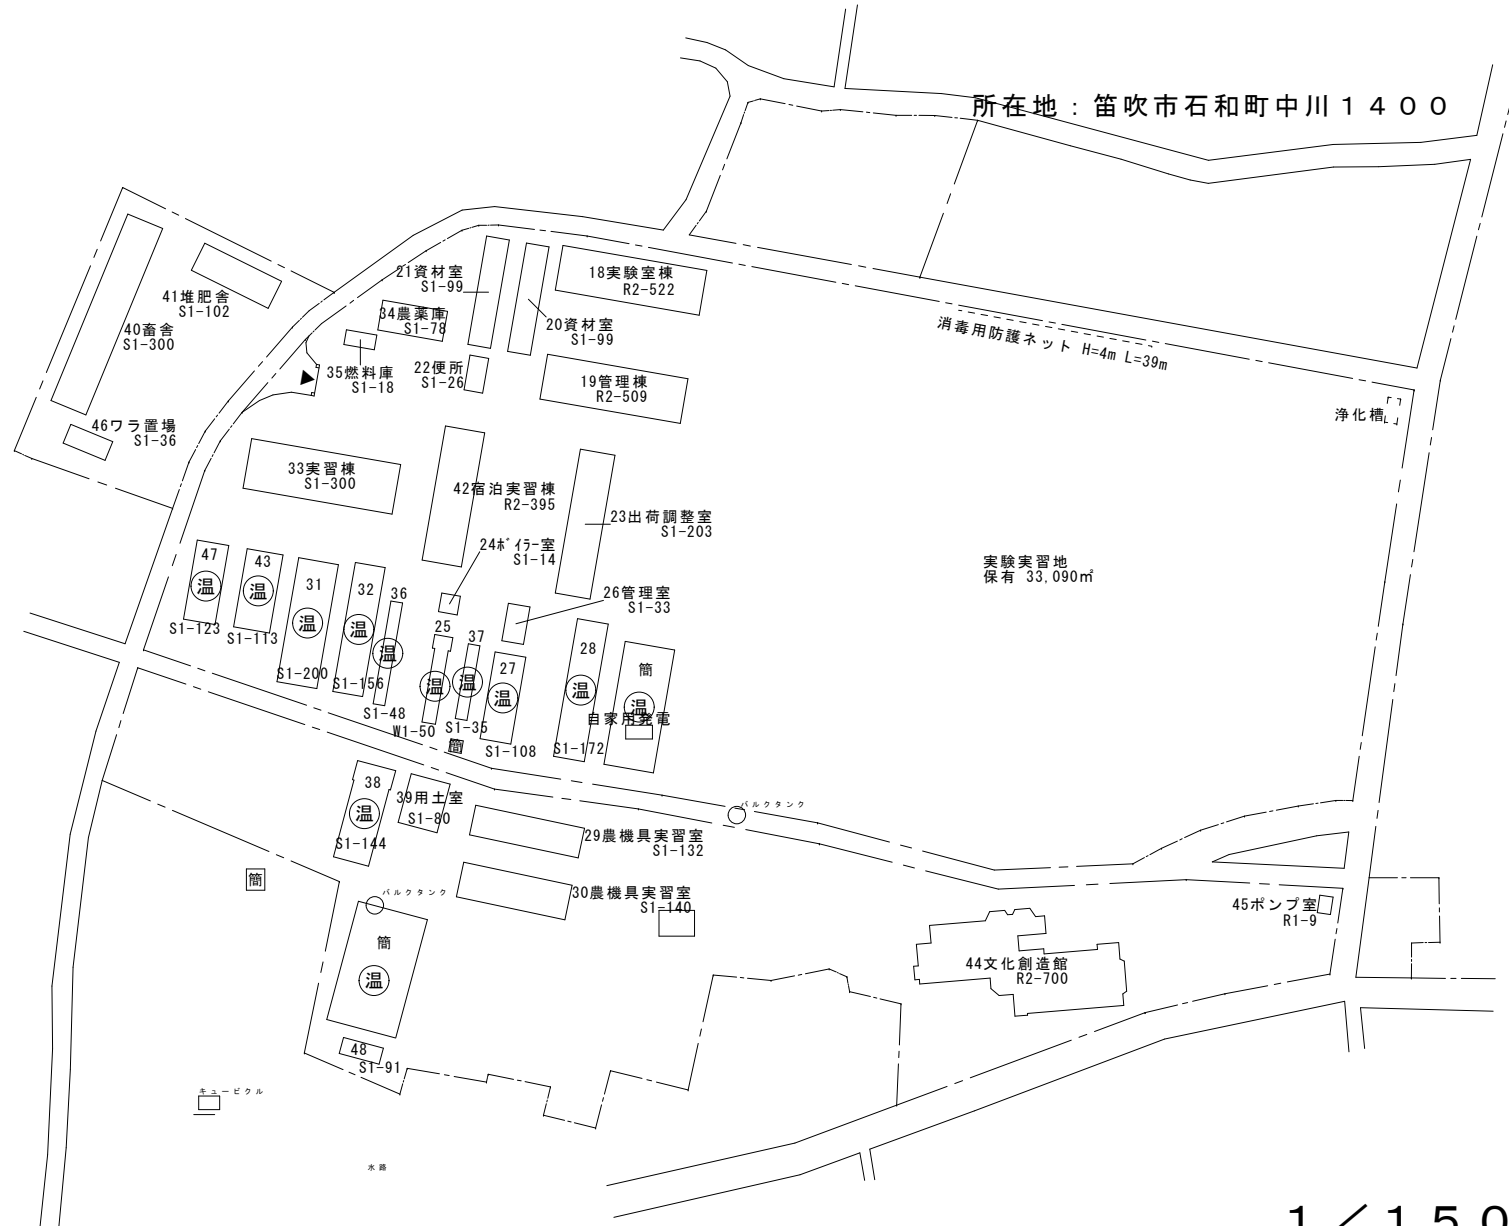 所在地：笛吹市石和町中川１４００
21資材室
S1-99
18実験室棟
R2-522
41堆肥舎
S1-102
34農薬庫
S1-78
20資材室
S1-99
40畜舎
S1-300
消毒用防護ネット H=4m L=39m
35燃料庫
S1-18
22便所
S1-26
19管理棟
R2-509
浄化槽
46ワラ置場
S1-36
33実習棟
S1-300
42宿泊実習棟
R2-395
23出荷調整室
S1-203
24ﾎﾞｲﾗｰ室
S1-14
実験実習地
保有 33,090㎡
26管理室
S1-33
47
温
S1-123
43
温
S1-113
31
温
S1-200
32
温
S1-156
36
温
S1-48
25
温
W1-50
37
温
S1-35
27
温
S1-108
28
温
S1-172
簡
温
自家用発電
簡
38
温
S1-144
39用土室
S1-80
バルクタンク
29農機具実習室
S1-132
簡
バルクタンク
30農機具実習室
S1-140
45ポンプ室
R1-9
簡
温
44文化創造館
R2-700
48
S1-91
キュービクル
水路
１／１５０